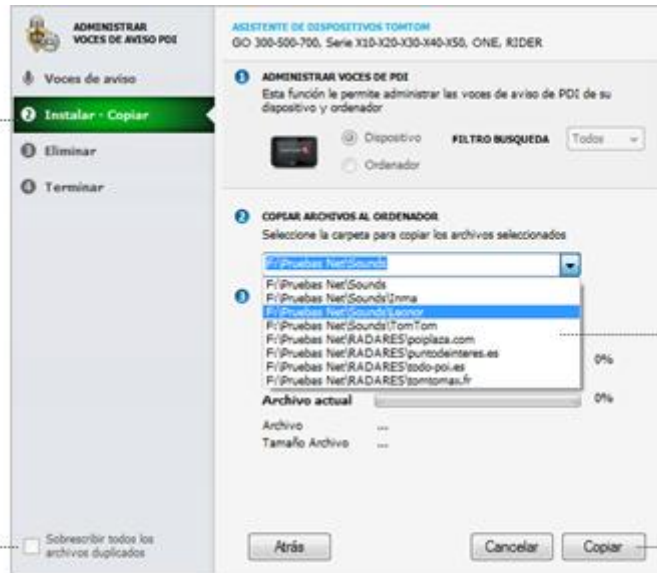 ADMINISTRAR
VOCES DE AVISO PDI
Voces de aviso
2 Instalar - Copiar
3 Eliminar
4 Terminar
Sobrescribir todos los
archivos duplicados
ASISTENTE DE DISPOSITIVOS TOMTOM
GO 300-500-700, Serie X10-X20-X30-X40-X50, ONE, RIDER
1 ADMINISTRAR VOCES DE PDI
Esta función le permite administrar las voces de aviso de PDI de su
dispositivo y ordenador
Dispositivo FILTRO BUSQUEDA Todos
Ordenador
2 COPIAR ARCHIVOS AL ORDENADOR
Seleccione la carpeta para copiar los archivos seleccionados
F:\Pruebas Net\Sounds
F:\Pruebas Net\Sounds
F:\Pruebas Net\Sounds\Inma
3 F:\Pruebas Net\Sounds\Leonor
F:\Pruebas Net\Sounds\TomTom
F:\Pruebas Net\RADARES\poiplaza.com
F:\Pruebas Net\RADARES\puntodeinteres.es
0%
F:\Pruebas Net\RADARES\todo-poi.es
F:\Pruebas Net\RADARES\tomtomax.fr
Archivo actual 0%
Archivo ...
Tamaño Archivo ...
Atrás Cancelar Copiar